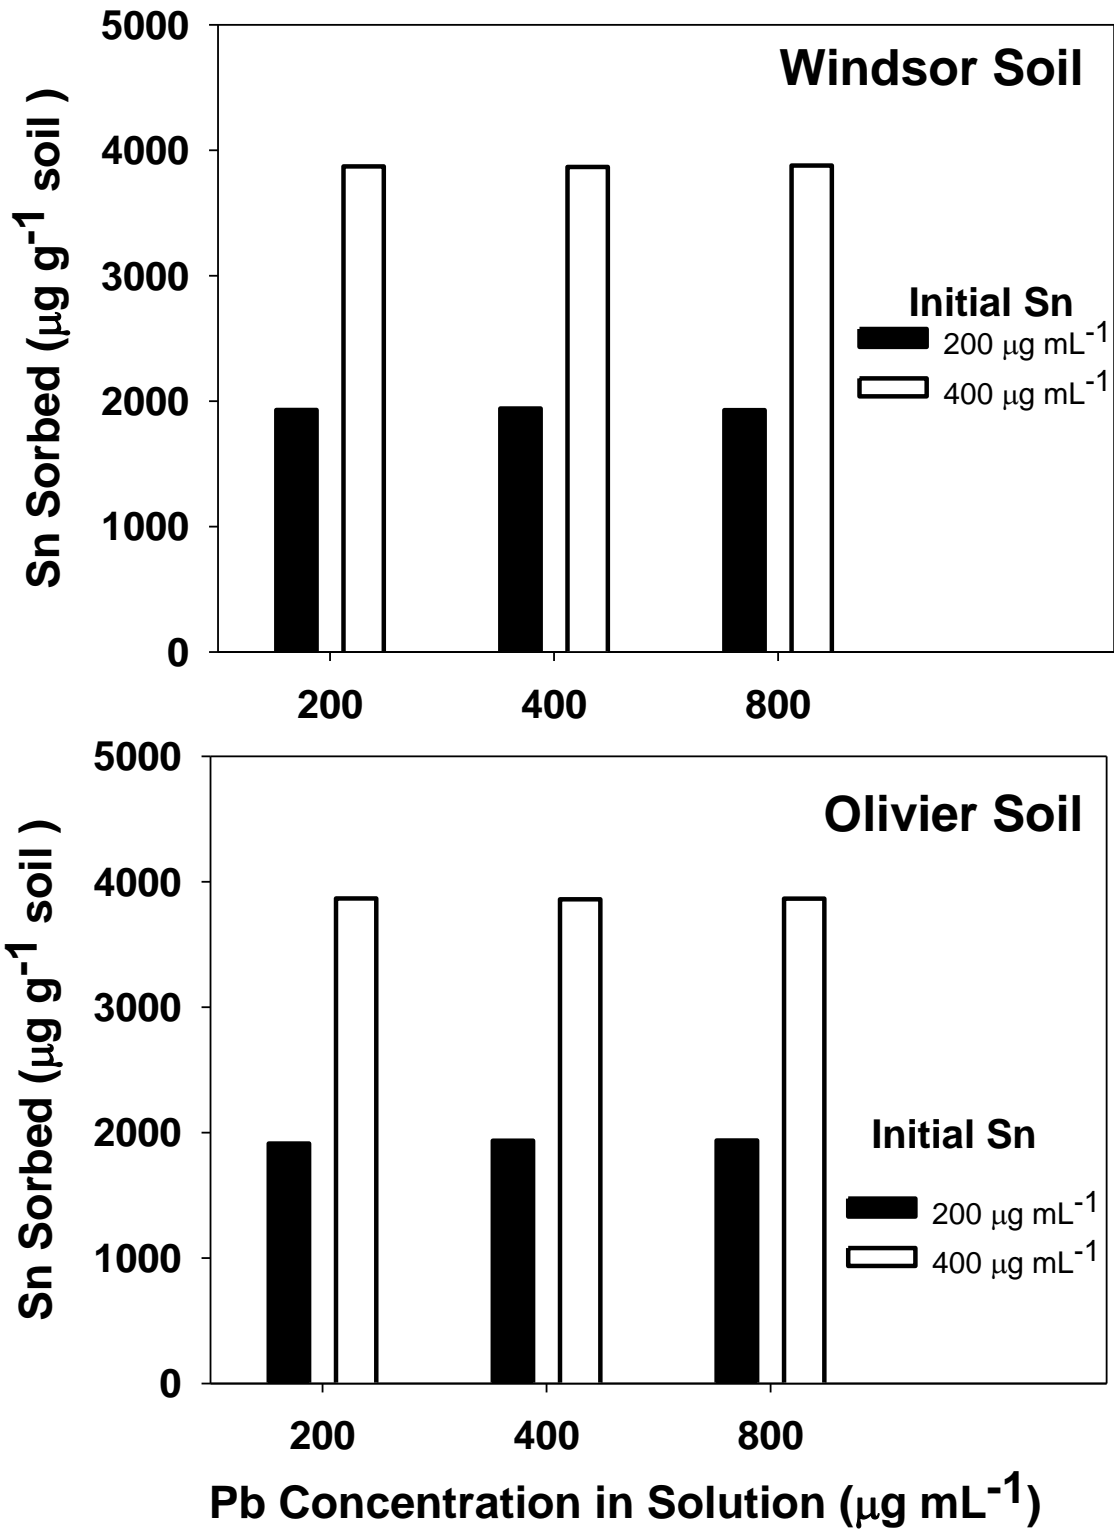 5000
Windsor Soil
4000
3000
Initial Sn
200 μg mL-1
400 μg mL-1
2000
1000
0
Sn Sorbed (μg g-1 soil )
200 400 800
5000
Olivier Soil
4000
3000
2000
Initial Sn
200 μg mL-1
400 μg mL-1
1000
0
Sn Sorbed (μg g-1 soil )
200 400 800
Pb Concentration in Solution (μg mL-1)